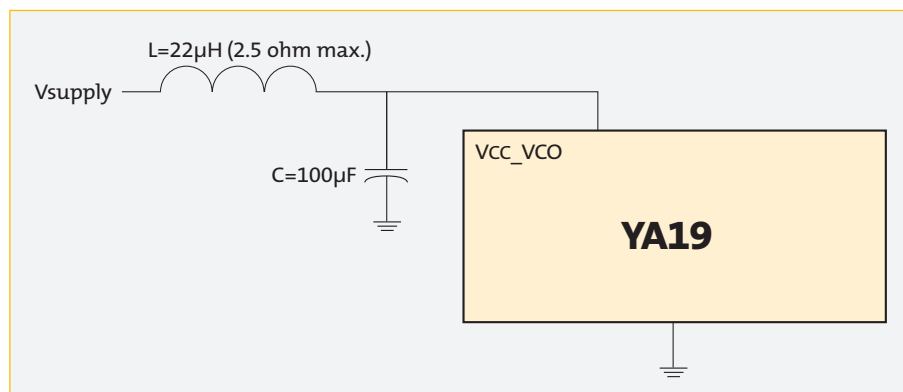 L=22µH (2.5 ohm max.)
Vsupply
C=100µF
VCC_VCO
YA19